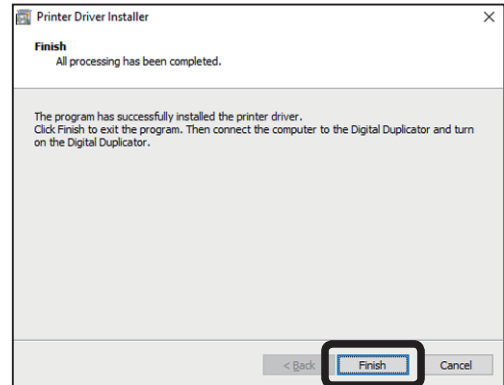 Printer Driver Installer
Finish
All processing has been completed.
The program has successfully installed the printer driver.
Click Finish to exit the program. Then connect the computer to the Digital Duplicator and turn
on the Digital Duplicator.
< Back
Finish
Cancel